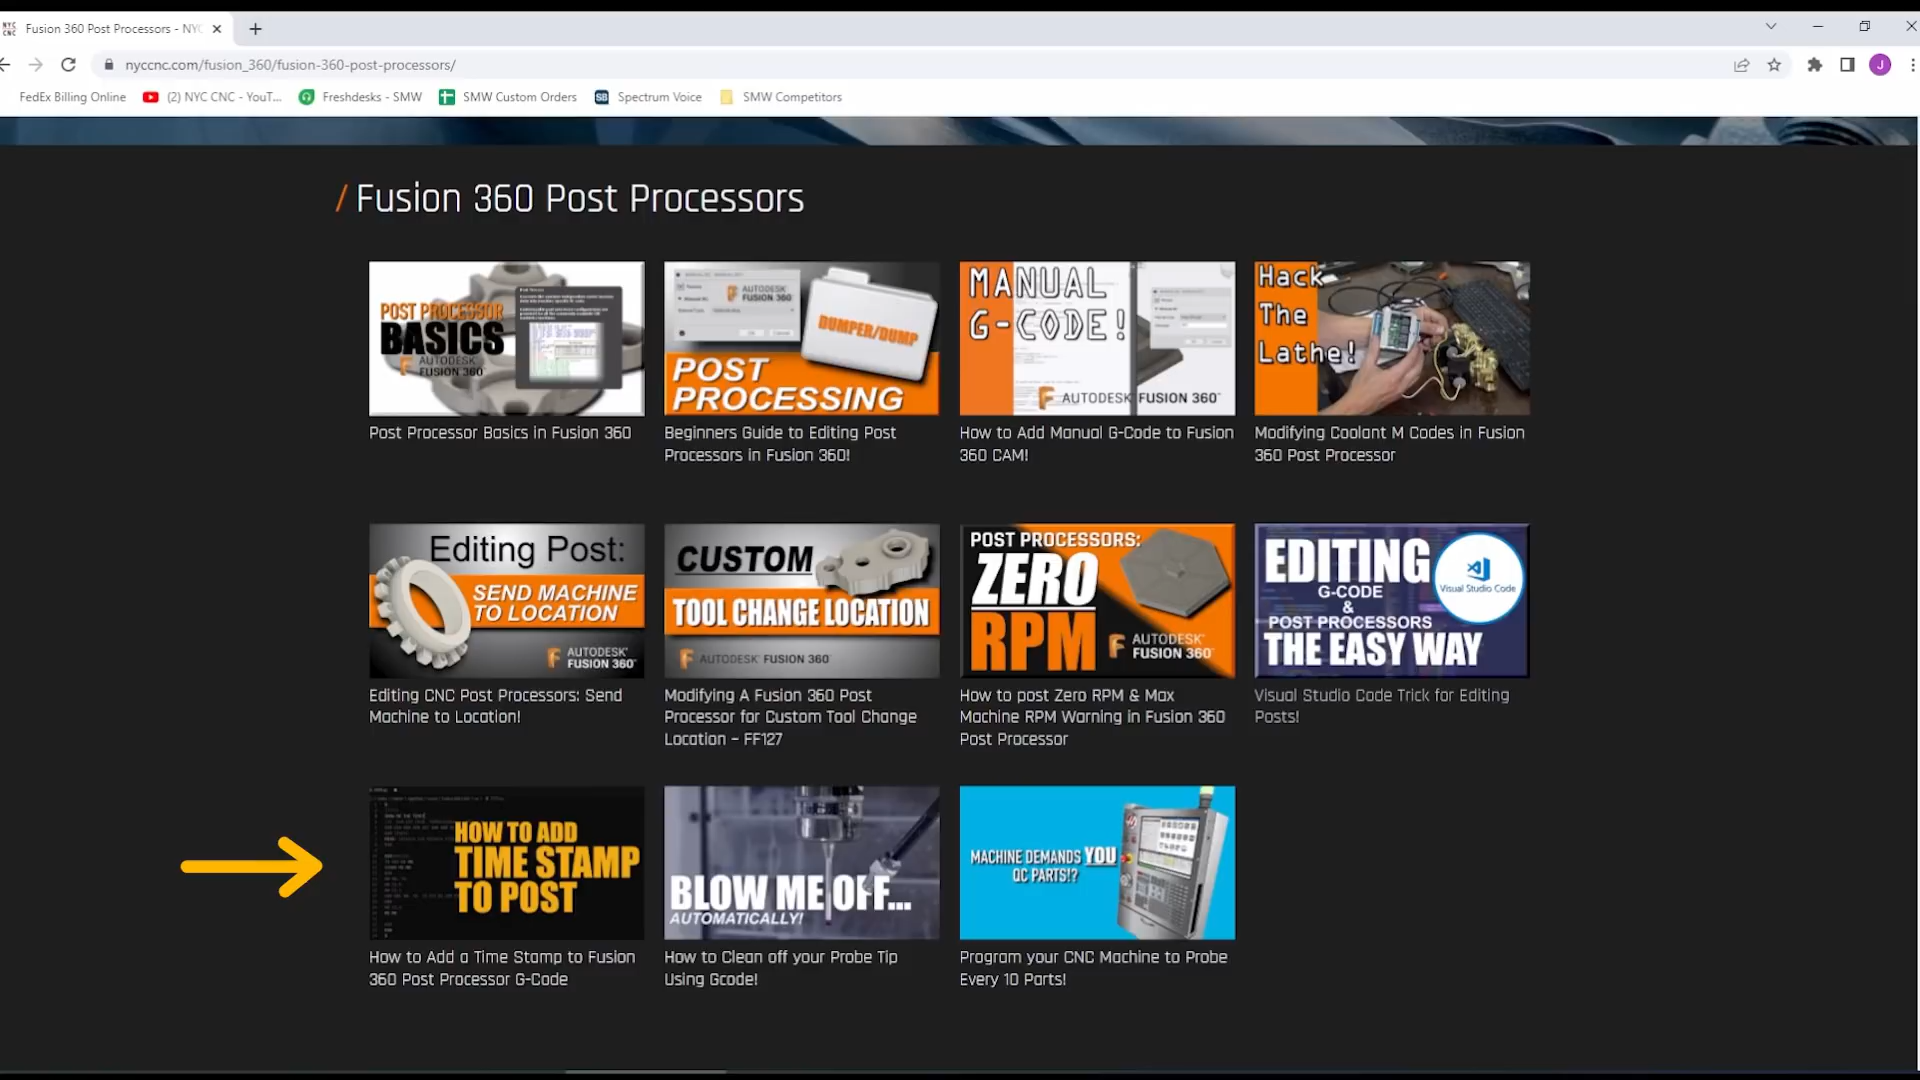 NYC CNC
Fusion 360 Post Processors - NYC
nyccnc.com/fusion_360/fusion-360-post-processors/
J
FedEx Billing Online
(2) NYC CNC - YouT...
Freshdesks - SMW
SMW Custom Orders
SB
Spectrum Voice
SMW Competitors
/ Fusion 360 Post Processors
POST PROCESSOR
BASICS
AUTODESK
FUSION 360
Post Processor Basics in Fusion 360
AUTODESK
FUSION 360
DUMPER/DUMP
POST
PROCESSING
Beginners Guide to Editing Post
Processors in Fusion 360!
MANUAL
G-CODE!
AUTODESK FUSION 360
How to Add Manual G-Code to Fusion
360 CAM!
Hack
The
Lathe!
Modifying Coolant M Codes in Fusion
360 Post Processor
Editing Post:
SEND MACHINE
TO LOCATION
AUTODESK
FUSION 360
Editing CNC Post Processors: Send
Machine to Location!
CUSTOM
TOOL CHANGE LOCATION
AUTODESK FUSION 360
Modifying A Fusion 360 Post
Processor for Custom Tool Change
Location – FF127
POST PROCESSORS:
ZERO
RPM
AUTODESK
FUSION 360
How to post Zero RPM & Max
Machine RPM Warning in Fusion 360
Post Processor
EDITING
G-CODE
&
POST PROCESSORS
THE EASY WAY
Visual Studio Code
Visual Studio Code Trick for Editing
Posts!
HOW TO ADD
TIME STAMP
TO POST
How to Add a Time Stamp to Fusion
360 Post Processor G-Code
BLOW ME OFF...
AUTOMATICALLY!
How to Clean off your Probe Tip
Using Gcode!
MACHINE DEMANDS YOU
QC PARTS!?
Program your CNC Machine to Probe
Every 10 Parts!